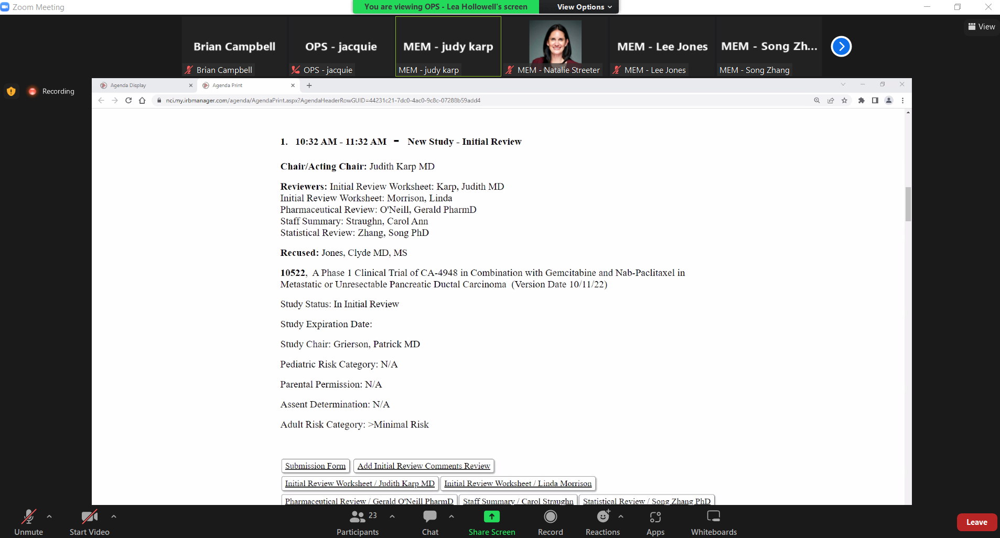 Zoom Meeting
You are viewing OPS - Lea Hollowell's screen
View Options
View
Brian Campbell
OPS - jacquie
MEM - judy karp
MEM - Lee Jones
MEM - Song Zh...
Brian Campbell
OPS - jacquie
MEM - judy karp
MEM - Natalie Streeter
MEM - Lee Jones
MEM - Song Zhang
Recording
Agenda Display
Agenda Print
nci.my.irbmanager.com/agenda/AgendaPrint.aspx?AgendaHeaderRowGUID=44231c21-7dc0-4ac0-9c8c-07288b59add4
1. 10:32 AM - 11:32 AM - New Study - Initial Review
Chair/Acting Chair: Judith Karp MD
Reviewers: Initial Review Worksheet: Karp, Judith MD
Initial Review Worksheet: Morrison, Linda
Pharmaceutical Review: O'Neill, Gerald PharmD
Staff Summary: Straughn, Carol Ann
Statistical Review: Zhang, Song PhD
Recused: Jones, Clyde MD, MS
10522, A Phase 1 Clinical Trial of CA-4948 in Combination with Gemcitabine and Nab-Paclitaxel in
Metastatic or Unresectable Pancreatic Ductal Carcinoma (Version Date 10/11/22)
Study Status: In Initial Review
Study Expiration Date:
Study Chair: Grierson, Patrick MD
Pediatric Risk Category: N/A
Parental Permission: N/A
Assent Determination: N/A
Adult Risk Category: >Minimal Risk
Submission Form
Add Initial Review Comments Review
Initial Review Worksheet / Judith Karp MD
Initial Review Worksheet / Linda Morrison
Pharmaceutical Review / Gerald O'Neill PharmD
Staff Summary / Carol Straughn
Statistical Review / Song Zhang PhD
Unmute
Start Video
Participants
23
Chat
Share Screen
Record
Reactions
Apps
Whiteboards
Leave